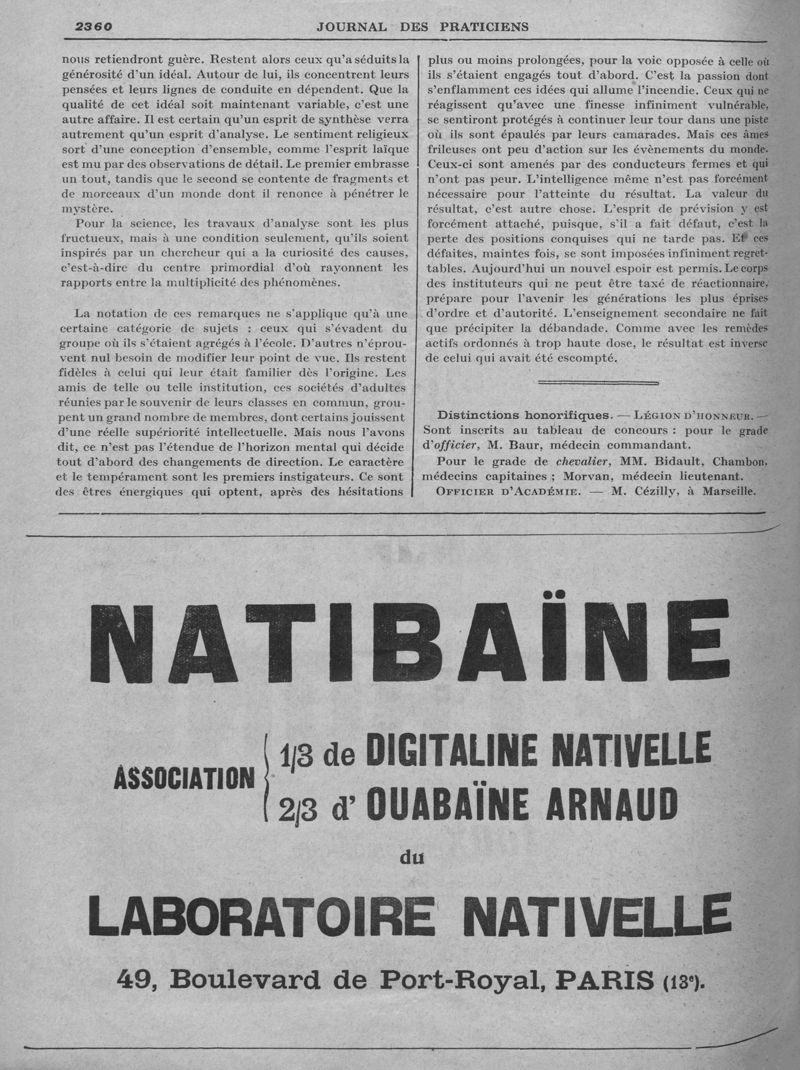 2360
JOURNAL DES PRATICIENS
nous retiendront guère. Restent alors ceux qu'a séduits la
générosité d'un idéal. Autour de lui, ils concentrent leurs
pensées et leurs lignes de conduite en dépendent. Que la
qualité de cet idéal soit maintenant variable, c'est une
autre affaire. Il est certain qu'un esprit de synthèse verra
autrement qu'un esprit d'analyse. Le sentiment religieux
sort d'une conception d'ensemble, comme l'esprit laïque
est mu par des observations de détail. Le premier embrasse
un tout, tandis que le second se contente de fragments et
de morceaux d'un monde dont il renonce à pénétrer le
mystère.
Pour la science, les travaux d'analyse sont les plus
fructueux, mais à une condition seulement, qu'ils soient
inspirés par un chercheur qui a la curiosité des causes,
c'est-à-dire du centre primordial d'où rayonnent les
rapports entre la multiplicité des phénomènes.
La notation de ces remarques ne s'applique qu'à une
certaine catégorie de sujets : ceux qui s'évadent du
groupe où ils s'étaient agrégés à l'école. D'autres n'éprou-
vent nul besoin de modifier leur point de vue. Ils restent
fidèles à celui qui leur était familier dès l'origine. Les
amis de telle ou telle institution, ces sociétés d'adultes
réunies par le souvenir de leurs classes en commun, grou-
pent un grand nombre de membres, dont certains jouissent
d'une réelle supériorité intellectuelle. Mais nous l'avons
dit, ce n'est pas l'étendue de l'horizon mental qui décide
tout d'abord des changements de direction. Le caractère
et le tempérament sont les premiers instigateurs. Ce sont
des êtres énergiques qui optent, après des hésitations
plus ou moins prolongées, pour la voie opposée à celle où
ils s'étaient engagés tout d'abord. C'est la passion dont
s'enflamment ces idées qui allume l'incendie. Ceux qui ne
réagissent qu'avec une finesse infiniment vulnérable,
se sentiront protégés à continuer leur tour dans une piste
où ils sont épaulés par leurs camarades. Mais ces âmes
frileuses ont peu d'action sur les évènements du monde.
Ceux-ci sont amenés par des conducteurs fermes et qui
n'ont pas peur. L'intelligence même n'est pas forcément
nécessaire pour l'atteinte du résultat. La valeur du
résultat, c'est autre chose. L'esprit de prévision y est
forcément attaché, puisque, s'il a fait défaut, c'est la
perte des positions conquises qui ne tarde pas. Et ces
défaites, maintes fois, se sont imposées infiniment regret-
tables. Aujourd'hui un nouvel espoir est permis. Le corps
des instituteurs qui ne peut être taxé de réactionnaire,
prépare pour l'avenir les générations les plus éprises
d'ordre et d'autorité. L'enseignement secondaire ne fait
que précipiter la débandade. Comme avec les remèdes
actifs ordonnés à trop haute dose, le résultat est inverse
de celui qui avait été escompté.
Distinctions honorifiques. — LÉGION D'HONNEUR. —
Sont inscrits au tableau de concours : pour le grade
d'officier, M. Baur, médecin commandant.
Pour le grade de chevalier, MM. Bidault, Chambon,
médecins capitaines ; Morvan, médecin lieutenant.
OFFICIER D'ACADÉMIE. — M. Cézilly, à Marseille.
NATIBAÏNE
ASSOCIATION { 1/3 de DIGITALINE NATIVELLE
2/3 d' OUABAÏNE ARNAUD
du
LABORATOIRE NATIVELLE
49, Boulevard de Port-Royal, PARIS (13e).